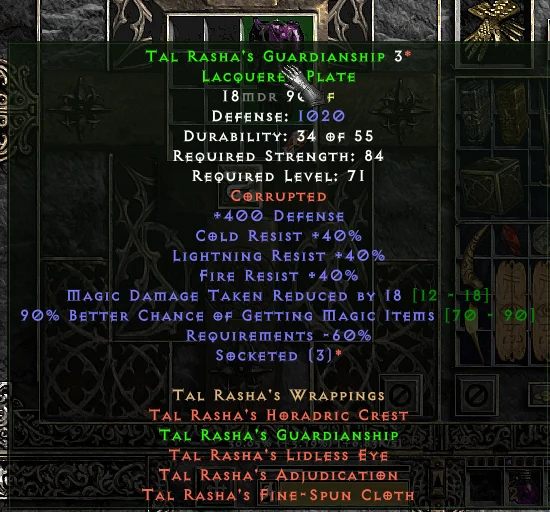 Tal Rasha's Guardianship 3*
Lacquered Plate
18MDR 90 F
Defense: 1020
Durability: 34 of 55
Required Strength: 84
Required Level: 71
Corrupted
+400 Defense
Cold Resist +40%
Lightning Resist +40%
Fire Resist +40%
Magic Damage Taken Reduced by 18 [12 - 18]
90% Better Chance of Getting Magic Items [70 - 90]
Requirements -60%
Socketed (3)*
Tal Rasha's Wrappings
Tal Rasha's Horadric Crest
Tal Rasha's Guardianship
Tal Rasha's Lidless Eye
Tal Rasha's Adjudication
Tal Rasha's Fine-Spun Cloth